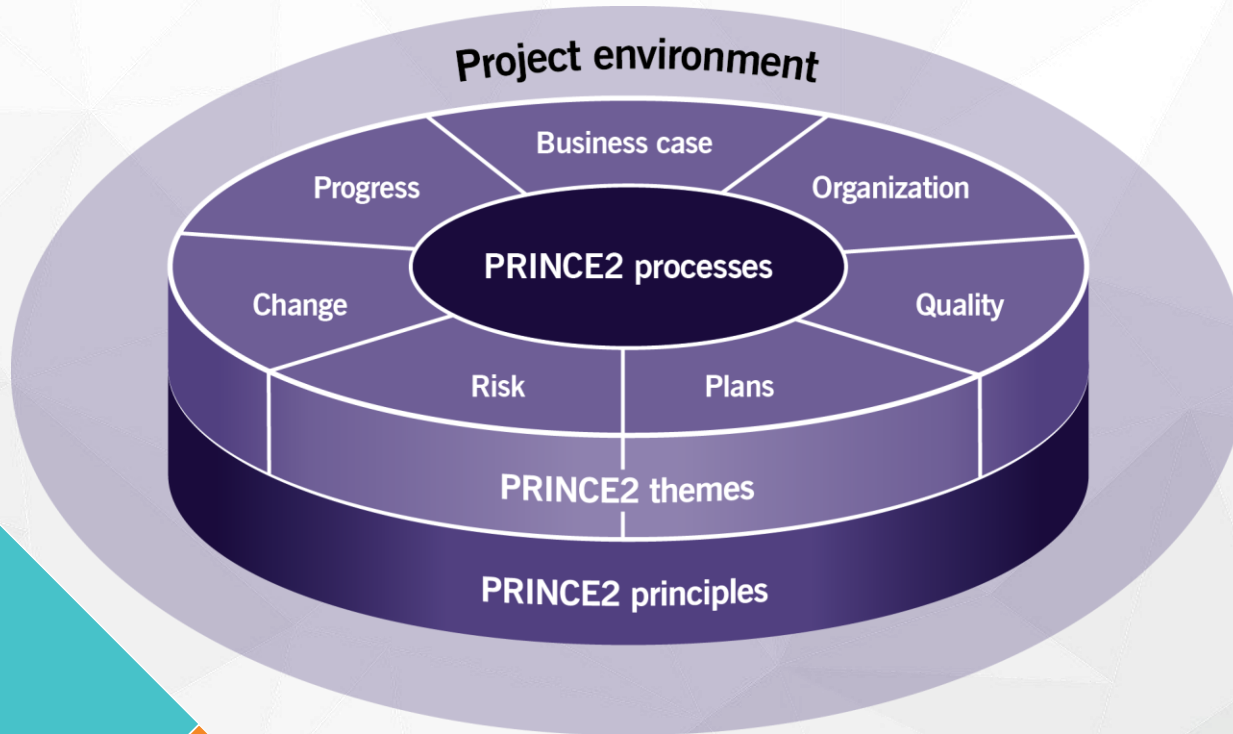 Project environment
Business case
Progress
Organization
PRINCE2 processes
Change
Quality
Risk
Plans
PRINCE2 themes
PRINCE2 principles